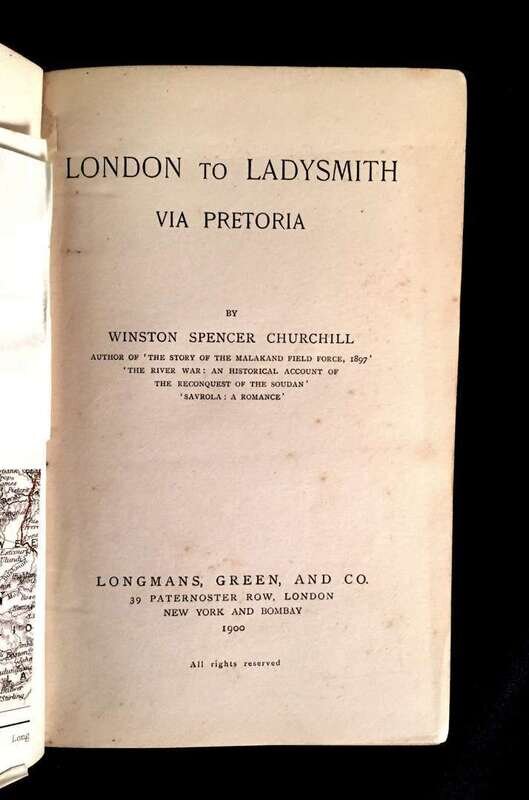 LONDON TO LADYSMITH
VIA PRETORIA
BY
WINSTON SPENCER CHURCHILL
AUTHOR OF 'THE STORY OF THE MALAKAND FIELD FORCE, 1897'
'THE RIVER WAR: AN HISTORICAL ACCOUNT OF
THE RECONQUEST OF THE SOUDAN'
'SAVROLA: A ROMANCE'
LONGMANS, GREEN, AND CO.
39 PATERNOSTER ROW, LONDON
NEW YORK AND BOMBAY
1900
All rights reserved